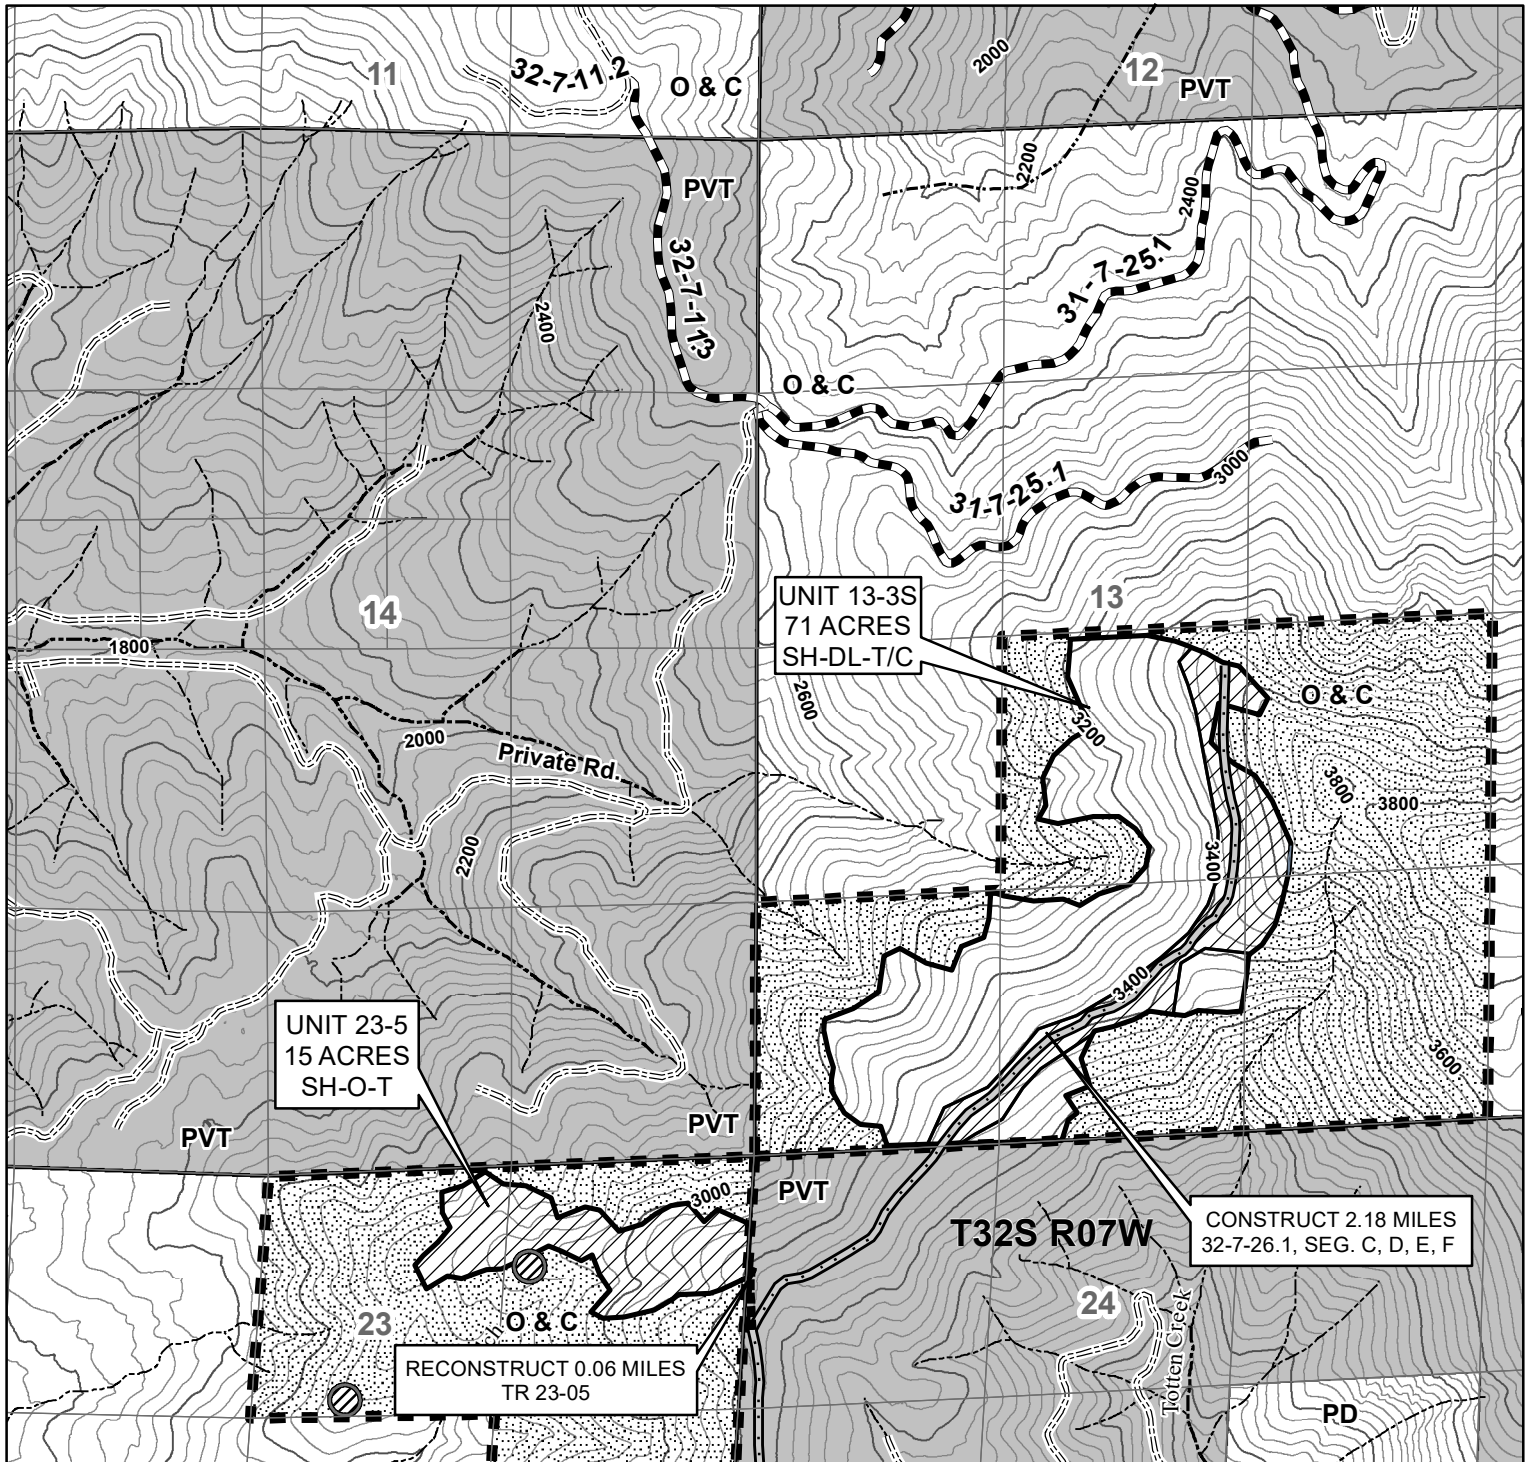 11
32-7-11.2
O & C
2000
12
PVT
PVT
2200
2400
32-7-11.3
31-7-25.1
2400
O & C
31-7-25.1
3000
14
1800
UNIT 13-3S
71 ACRES
SH-DL-T/C
13
2600
O & C
3200
2000
Private Rd.
3800
3800
2200
3400
3400
UNIT 23-5
15 ACRES
SH-O-T
3600
PVT
PVT
3000
PVT
T32S R07W
CONSTRUCT 2.18 MILES
32-7-26.1, SEG. C, D, E, F
23
O & C
24
Totten Creek
RECONSTRUCT 0.06 MILES
TR 23-05
PD